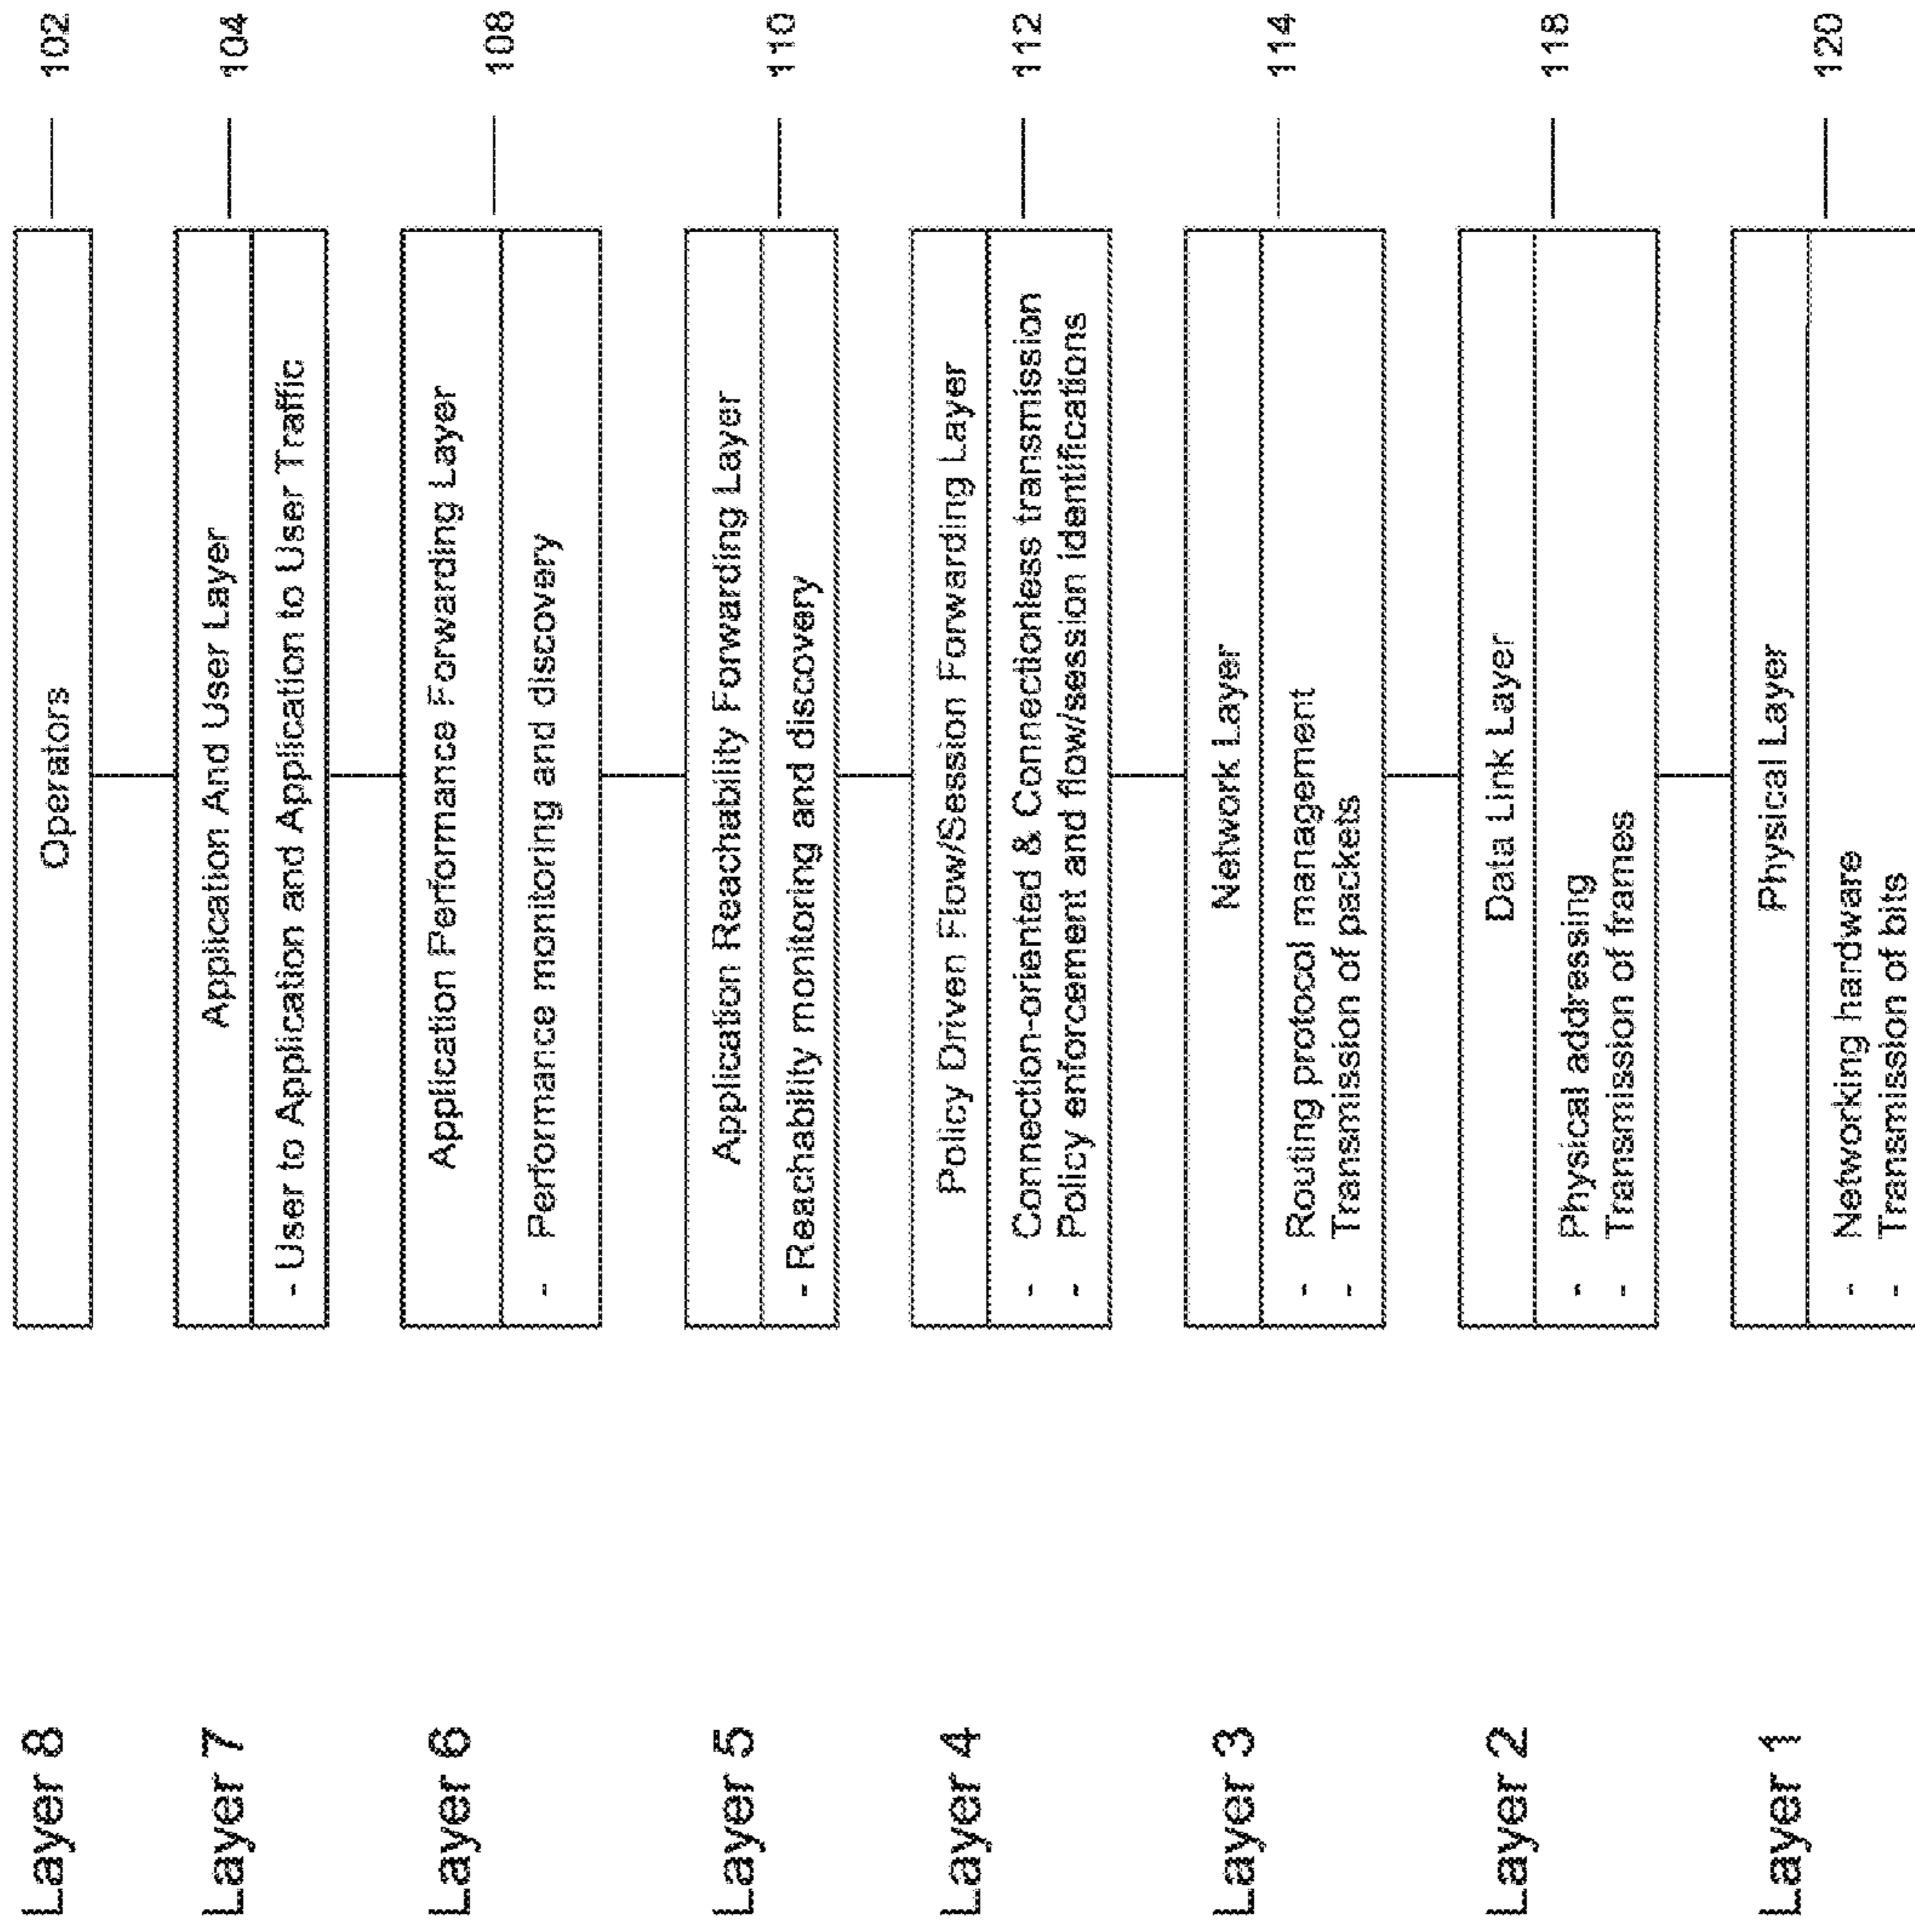 Layer 8
Operators
102
Layer 7
Application And User Layer
- User to Application and Application to User Traffic
104
Layer 6
Application Performance Forwarding Layer
- Performance monitoring and discovery
108
Layer 5
Application Reachability Forwarding Layer
- Reachability monitoring and discovery
110
Layer 4
Policy Driven Flow/Session Forwarding Layer
- Connection-oriented & Connectionless transmission
- Policy enforcement and flow/session identifications
112
Layer 3
Network Layer
- Routing protocol management
- Transmission of packets
114
Layer 2
Data Link Layer
- Physical addressing
- Transmission of frames
118
Layer 1
Physical Layer
- Networking hardware
- Transmission of bits
120